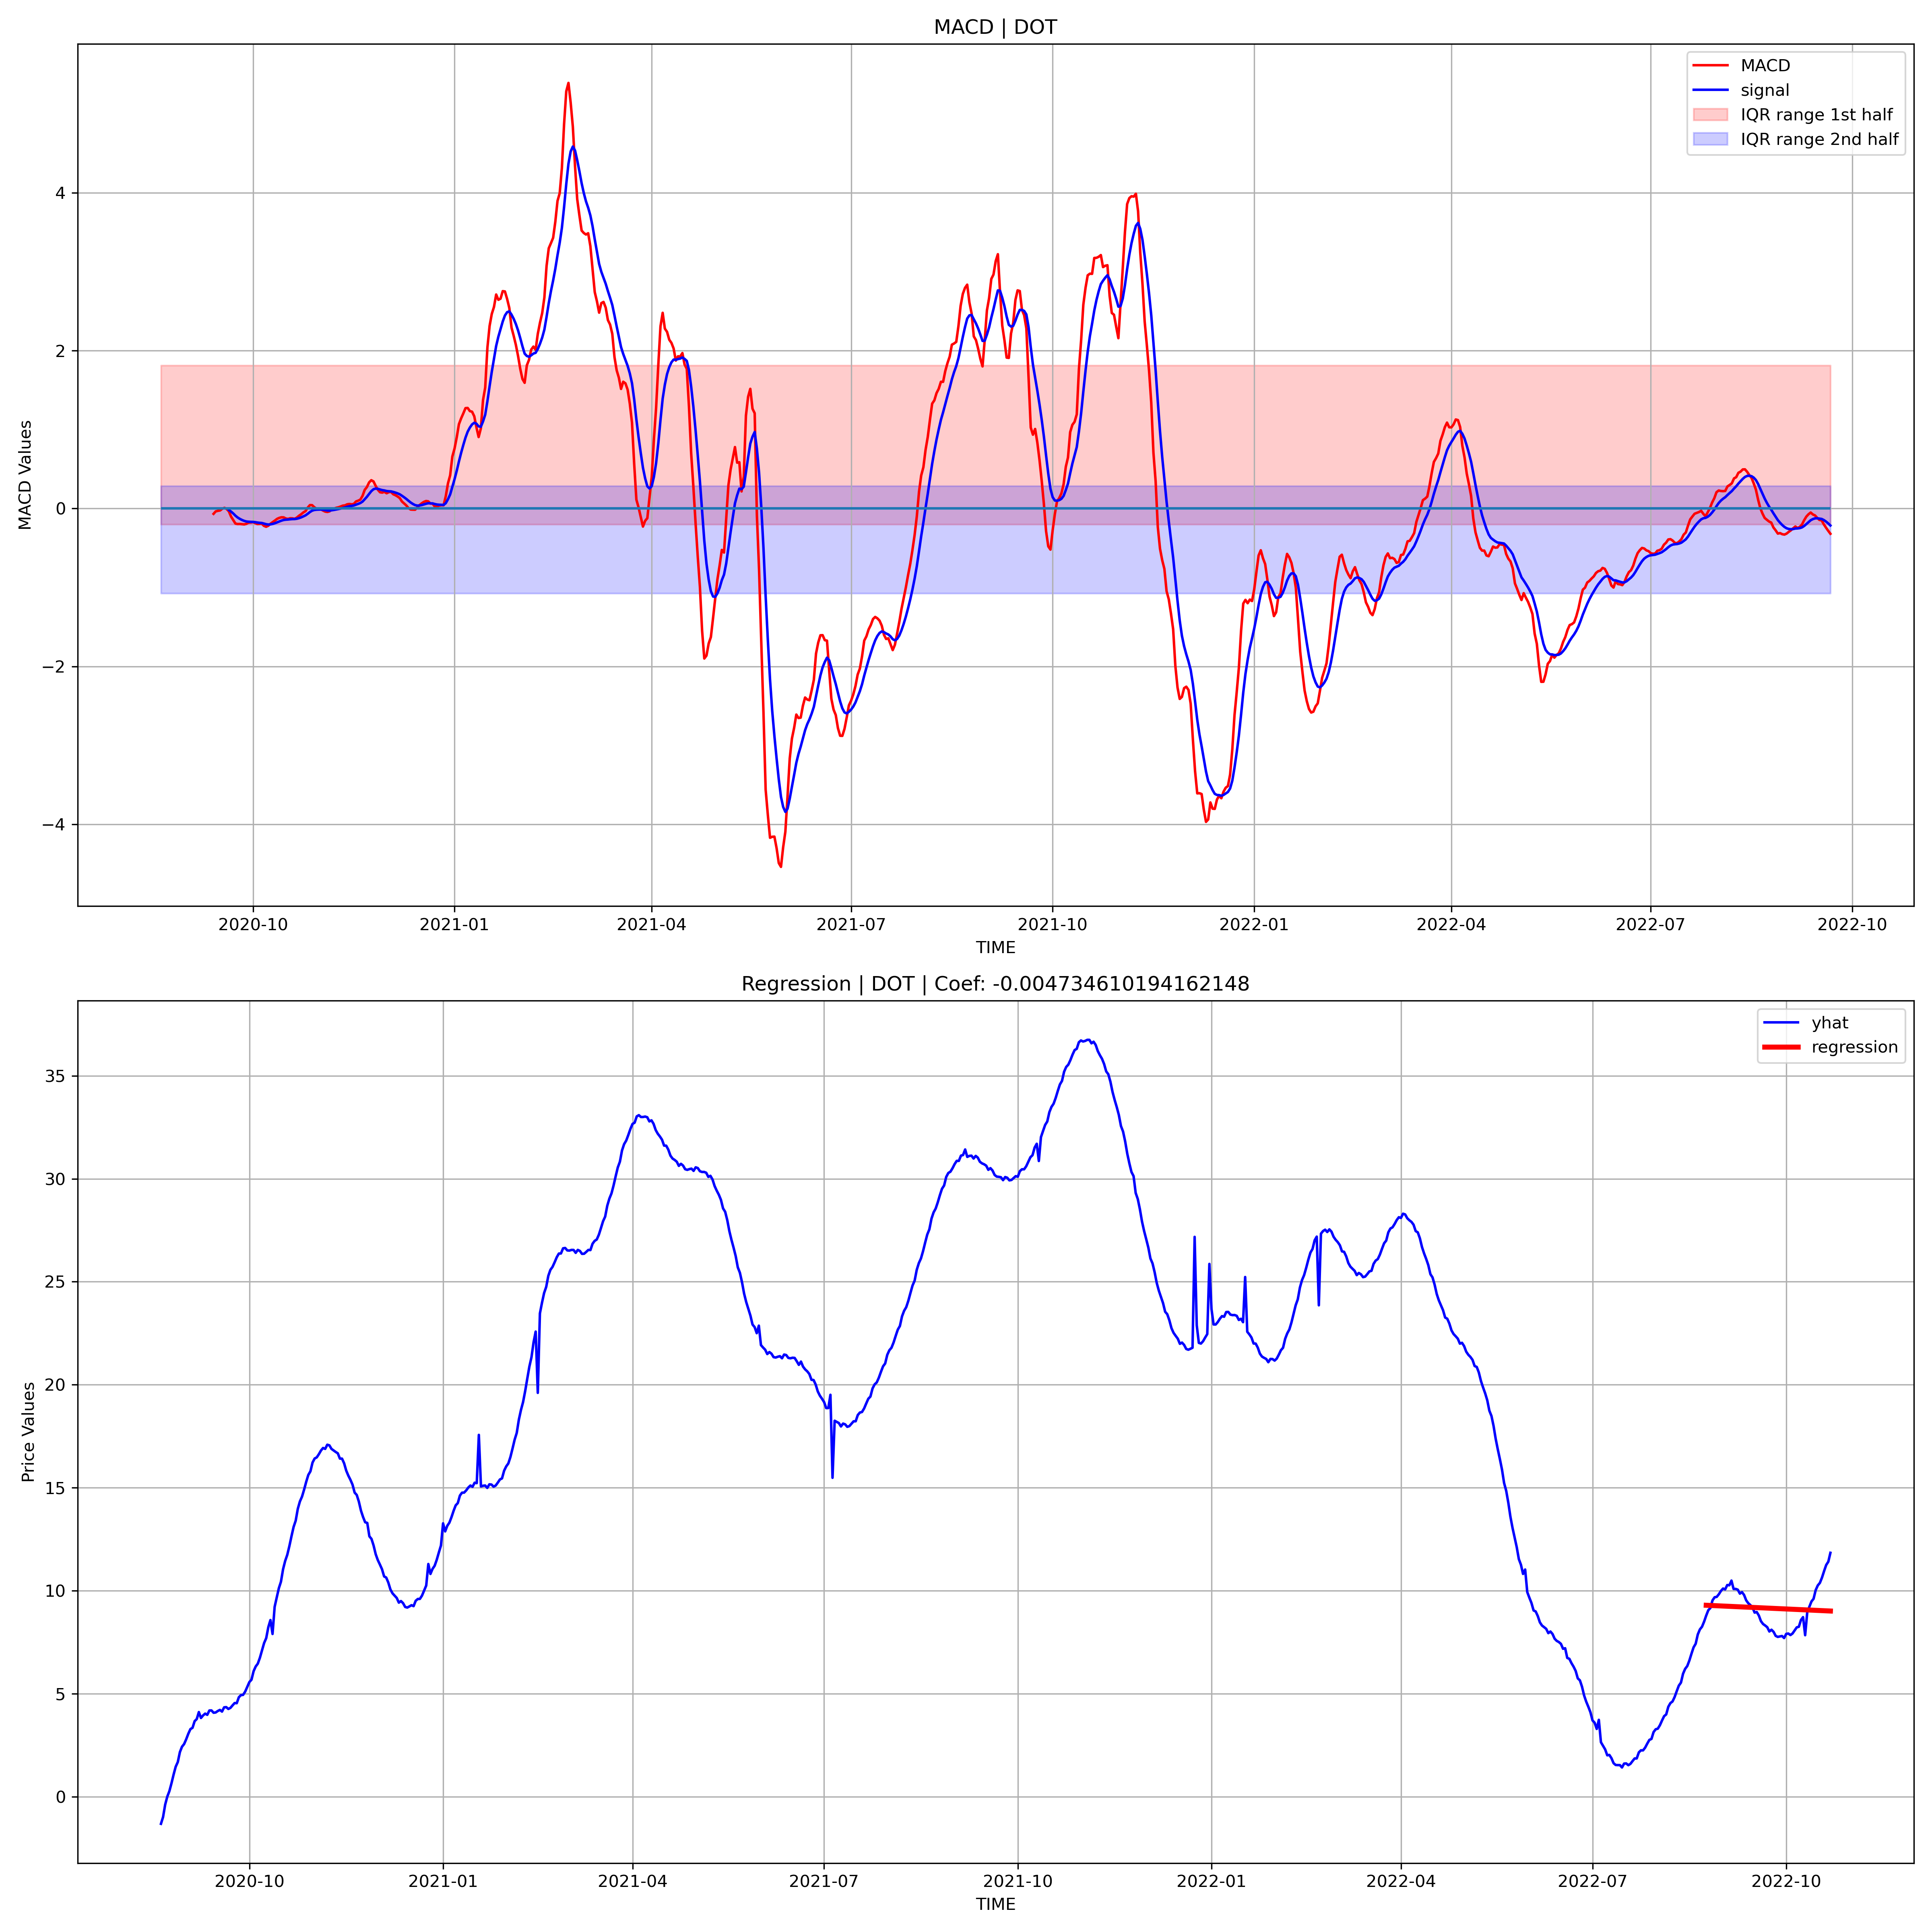 MACD | DOT
MACD
signal
IQR range 1st half
IQR range 2nd half
MACD Values
4
2
0
−2
−4
2020-10 2021-01 2021-04 2021-07 2021-10 2022-01 2022-04 2022-07 2022-10
TIME
Regression | DOT | Coef: -0.004734610194162148
yhat
regression
Price Values
35
30
25
20
15
10
5
0
2020-10 2021-01 2021-04 2021-07 2021-10 2022-01 2022-04 2022-07 2022-10
TIME